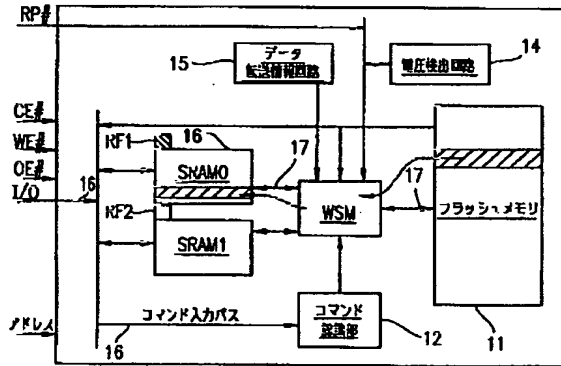 RP#
データ
転送情報回路
15
電圧検出回路
14
CE#
WE#
OE#
I/O
16
RF1
16
SRAM0
17
RF2
SRAM1
WSM
17
フラッシュメモリ
11
コマンド入力バス
16
コマンド
認識部
12
アドレス